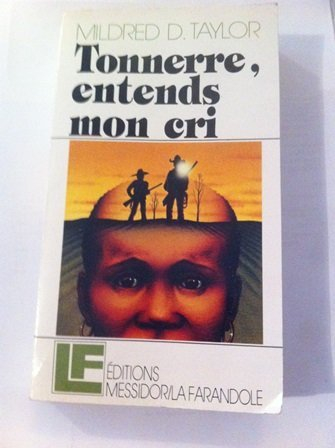 MILDRED D. TAYLOR
Tonnerre,
entends
mon cri
LF
ÉDITIONS
MESSIDOR/LA FARANDOLE